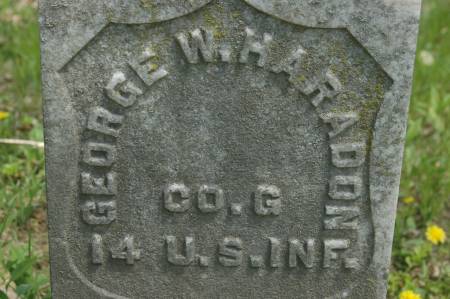 GEORGE W. HARADON.
CO. G
14 U.S. INF.